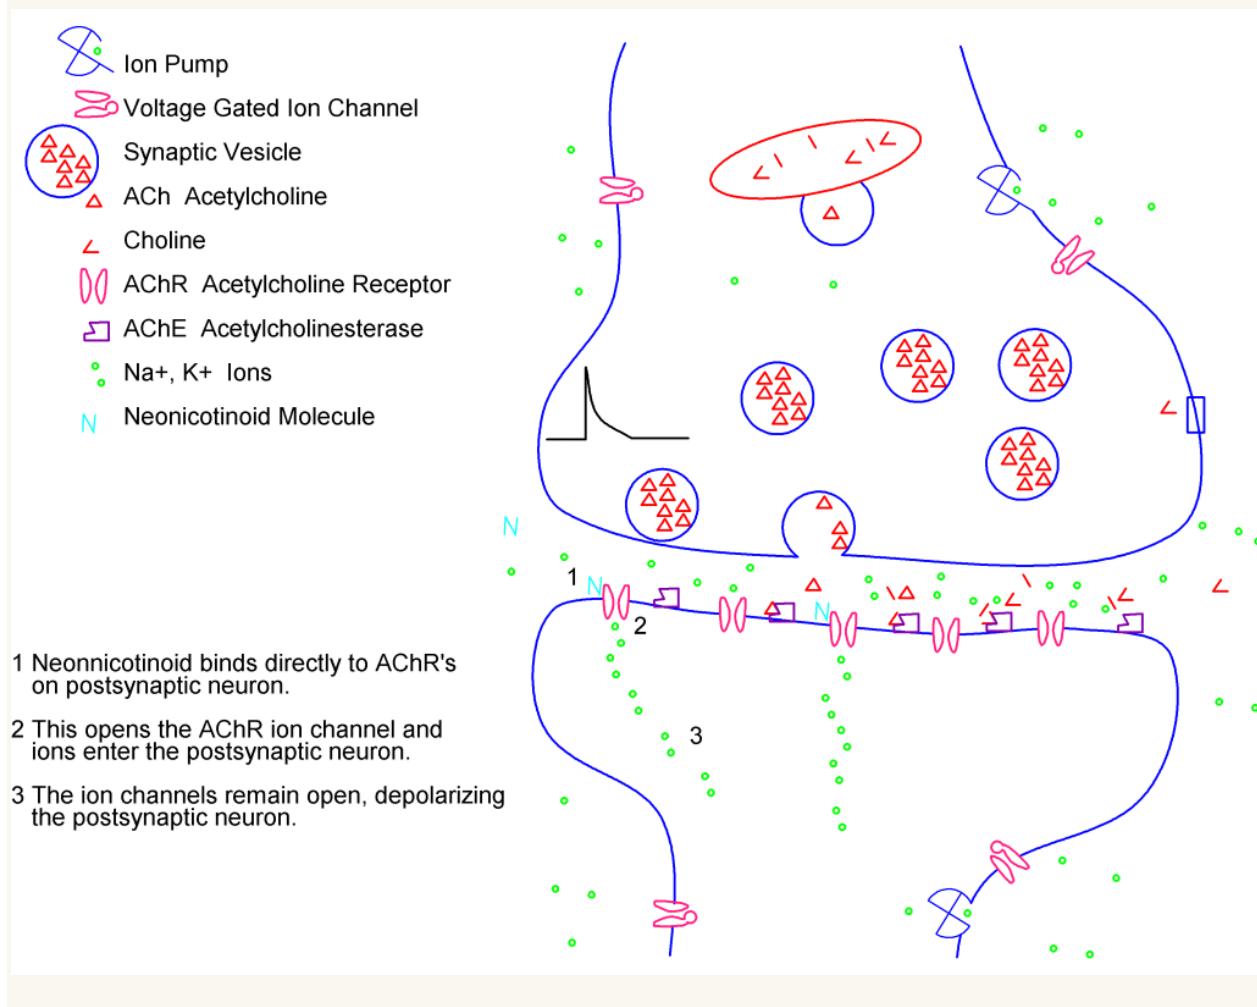 Ion Pump
Voltage Gated Ion Channel
Synaptic Vesicle
ACh Acetylcholine
Choline
AChR Acetylcholine Receptor
AChE Acetylcholinesterase
Na+, K+ Ions
N
Neonicotinoid Molecule
N
1
N
N
2
3
1 Neonnicotinoid binds directly to AChR's
on postsynaptic neuron.
2 This opens the AChR ion channel and
ions enter the postsynaptic neuron.
3 The ion channels remain open, depolarizing
the postsynaptic neuron.